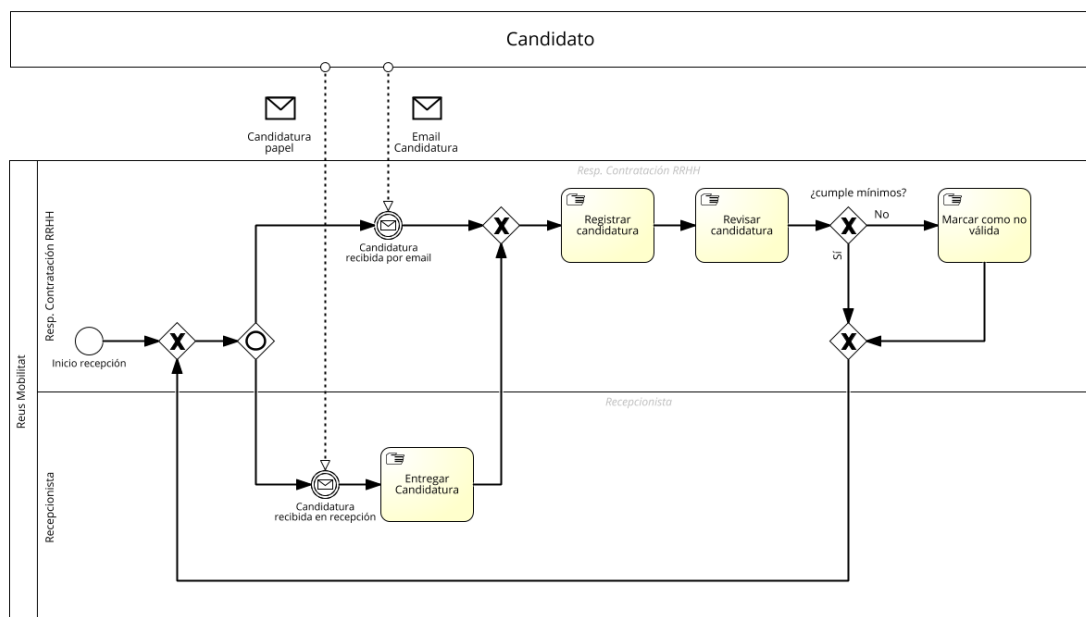 Candidato
Candidatura
papel
Email
Candidatura
Reus Mobilitat
Resp. Contratación RRHH
Resp. Contratación RRHH
Candidatura
recibida por email
Registrar
candidatura
Revisar
candidatura
¿cumple mínimos?
No
SI
Marcar como no
válida
Inicio recepción
Recepcionista
Recepcionista
Candidatura
recibida en recepción
Entregar
Candidatura